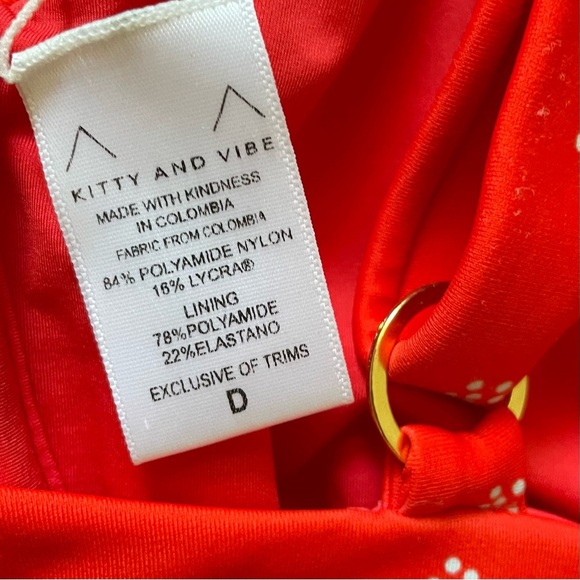 KITTY AND VIBE
MADE WITH KINDNESS
IN COLOMBIA
FABRIC FROM COLOMBIA
84% POLYAMIDE NYLON
16% LYCRA®
LINING
78%POLYAMIDE
22%ELASTANO
EXCLUSIVE OF TRIMS
D